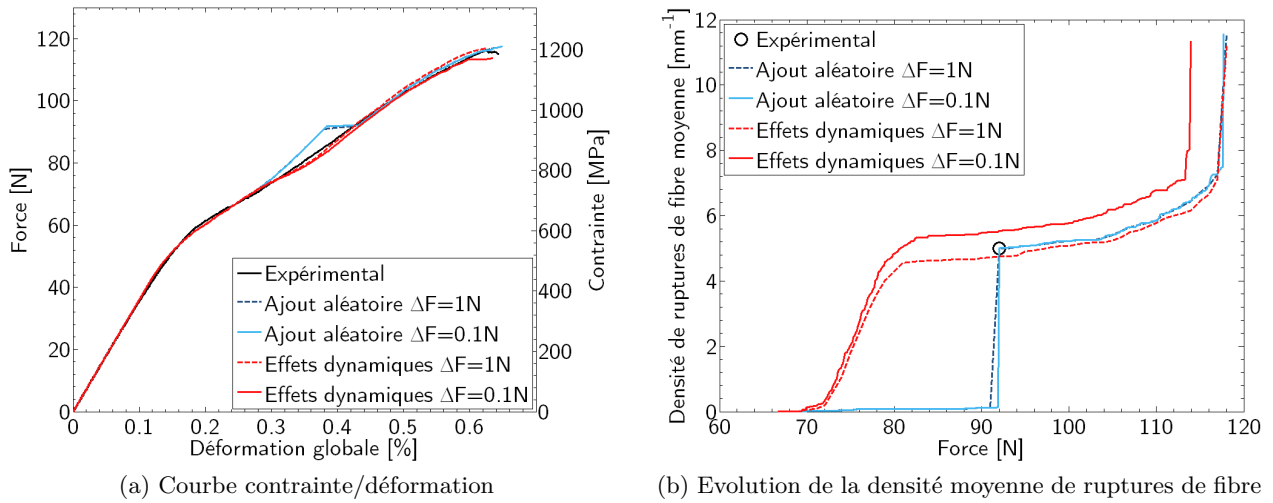 120
100
80
60
40
20
0
Force [N]
0
0.1
0.2
0.3
0.4
0.5
0.6
Déformation globale [%]
1200
1000
800
600
400
200
0
Contrainte [MPa]
Expérimental
Ajout aléatoire ΔF=1N
Ajout aléatoire ΔF=0.1N
Effets dynamiques ΔF=1N
Effets dynamiques ΔF=0.1N
(a) Courbe contrainte/déformation
12
10
8
6
4
2
0
Densité de ruptures de fibre moyenne [mm⁻¹]
Expérimental
Ajout aléatoire ΔF=1N
Ajout aléatoire ΔF=0.1N
Effets dynamiques ΔF=1N
Effets dynamiques ΔF=0.1N
60
70
80
90
100
110
120
Force [N]
(b) Evolution de la densité moyenne de ruptures de fibre